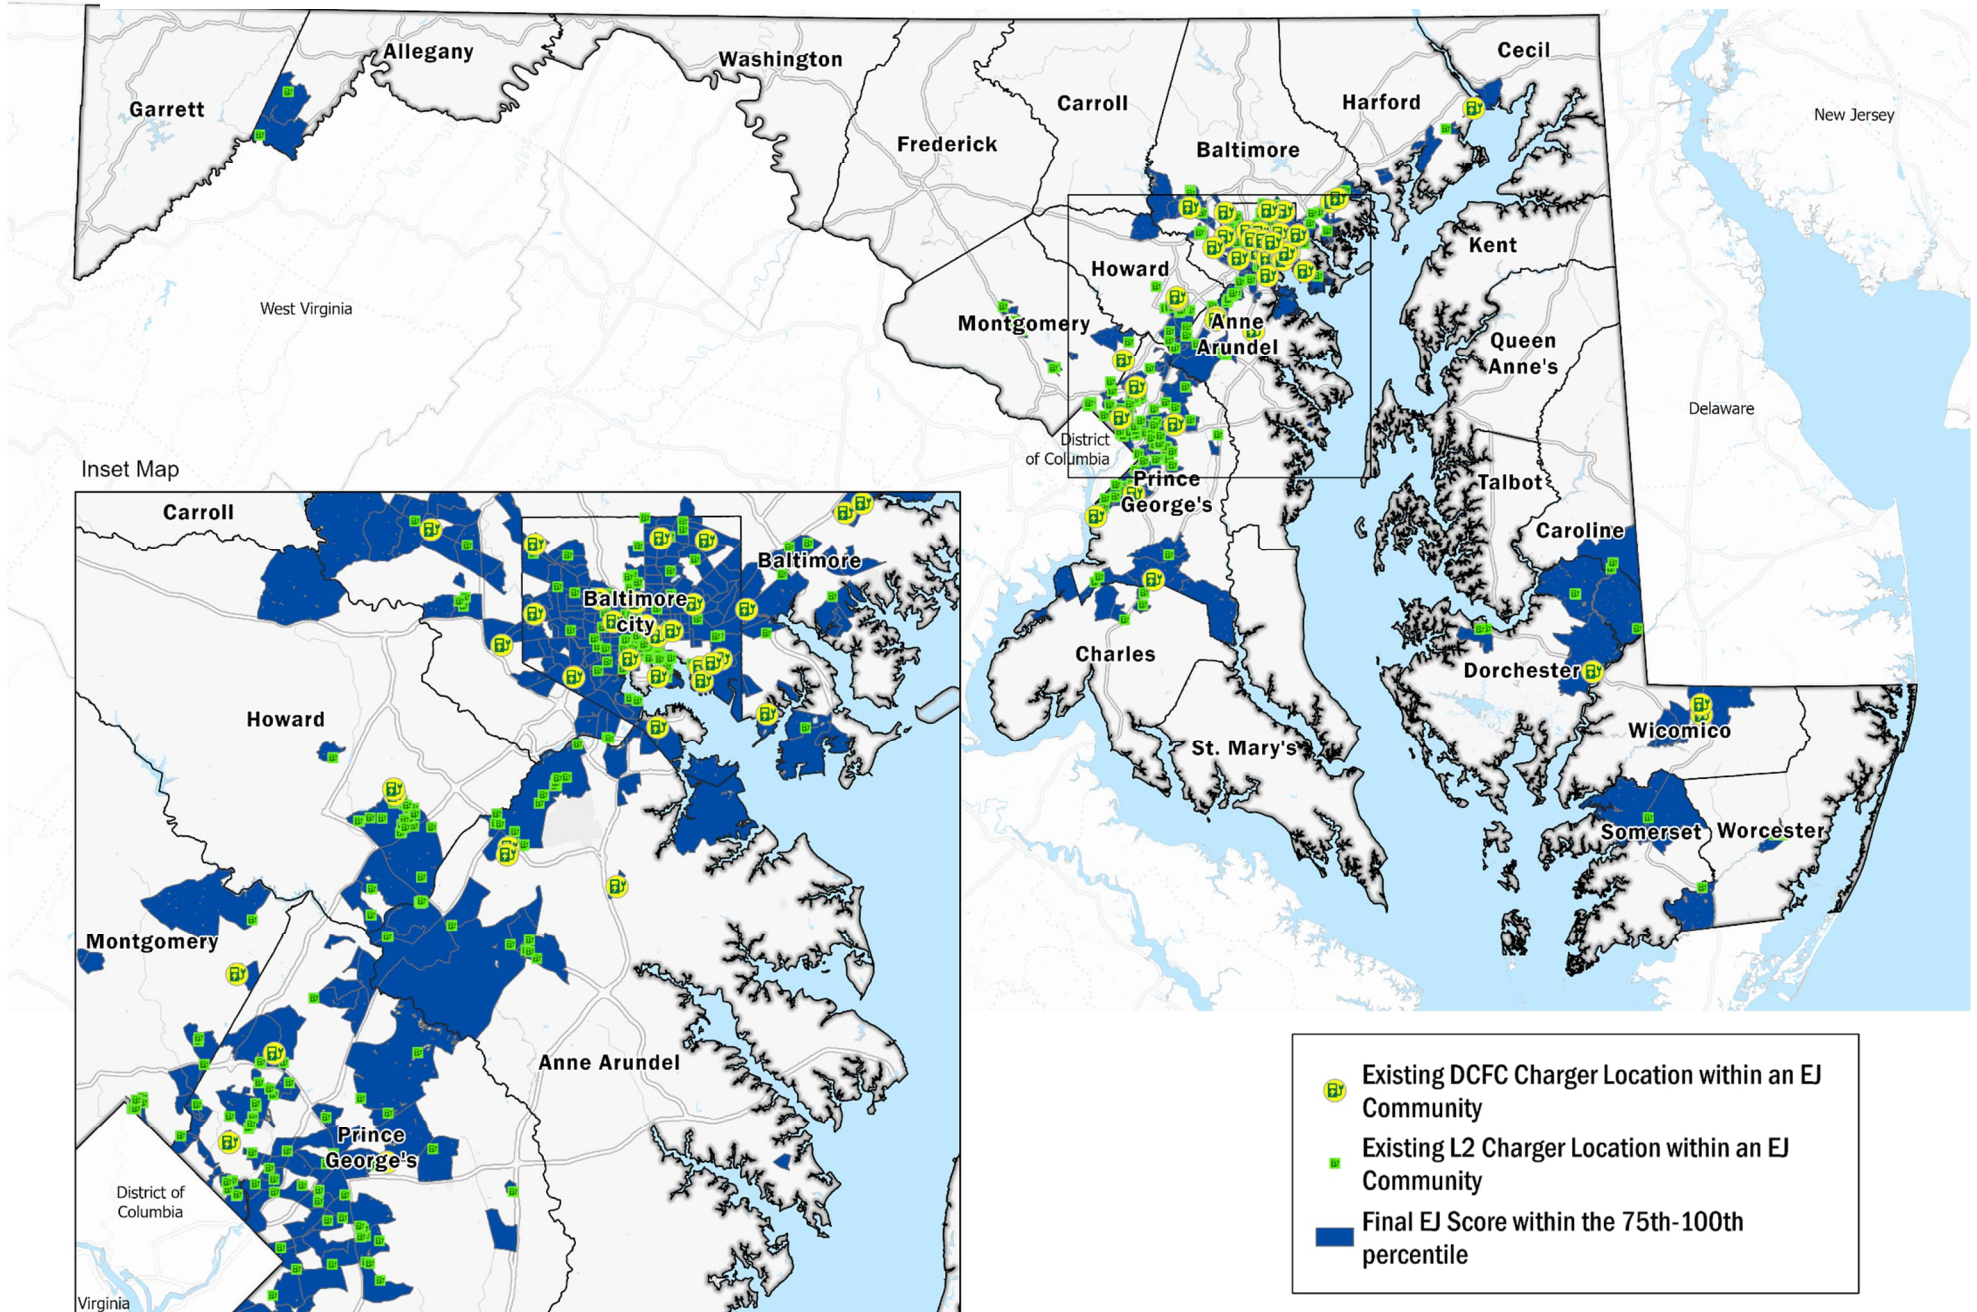 Allegany
Washington
Cecil
Garrett
Carroll
Harford
New Jersey
Frederick
Baltimore
Kent
Howard
West Virginia
Montgomery
Anne
Arundel
Queen
Anne's
Delaware
District
of Columbia
Prince
George's
Talbot
Caroline
Charles
Dorchester
St. Mary's
Wicomico
Somerset
Worcester
Inset Map
Carroll
Baltimore
Baltimore
city
Howard
Montgomery
Anne Arundel
Prince
George's
District of
Columbia
Virginia
Existing DCFC Charger Location within an EJ
Community
Existing L2 Charger Location within an EJ
Community
Final EJ Score within the 75th-100th
percentile